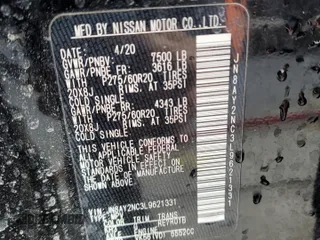 MFD BY NISSAN MOTOR CO.,LTD.
4/20
GVWR/PNBV: 7500 LB
GAWR/PNBE FR: 3616 LB
WITH P275/60R20 TIRES
20X8J RIMS AT 35PSI
COLD SINGLE
GAWR/PNBE RR: 4343 LB
WITH P275/60R20 TIRES
20X8J RIMS AT 35PSI
COLD SINGLE
THIS VEHICLE CONFORMS TO ALL
APPLICABLE FEDERAL MOTOR
VEHICLE SAFETY
STANDARDS IN EFFECT ON THE
DATE OF MANUFACTURE
SHOWN ABOVE.
JN8AY2NC3L9621331
TRIM TRANS
5552CC
JN8AY2NC3L9621331